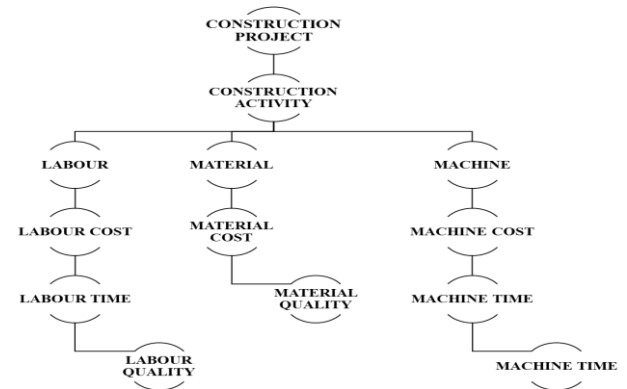 CONSTRUCTION
PROJECT
CONSTRUCTION
ACTIVITY
LABOUR
MATERIAL
MACHINE
LABOUR COST
MATERIAL
COST
MACHINE COST
LABOUR TIME
MATERIAL
QUALITY
MACHINE TIME
LABOUR
QUALITY
MACHINE TIME